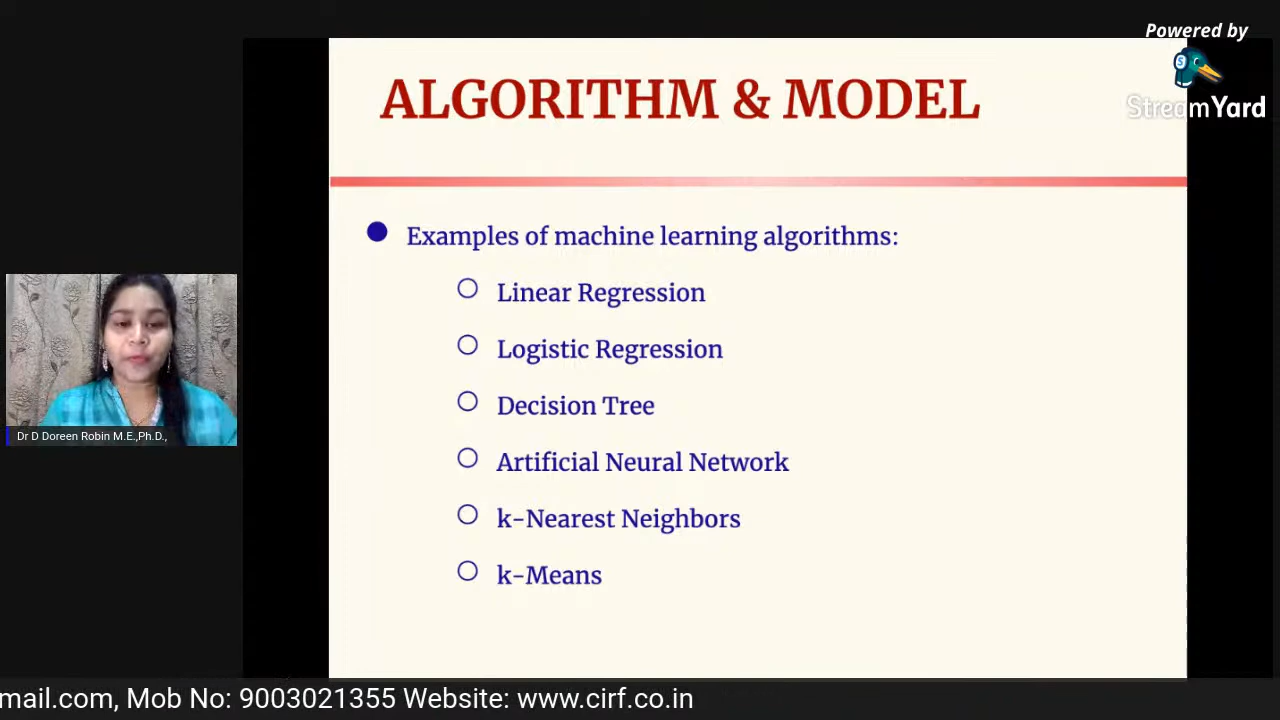 Powered by
StreamYard
ALGORITHM & MODEL
Examples of machine learning algorithms:
Linear Regression
Logistic Regression
Decision Tree
Artificial Neural Network
k-Nearest Neighbors
k-Means
Dr D Doreen Robin M.E.,Ph.D.,
mail.com, Mob No: 9003021355 Website: www.cirf.co.in